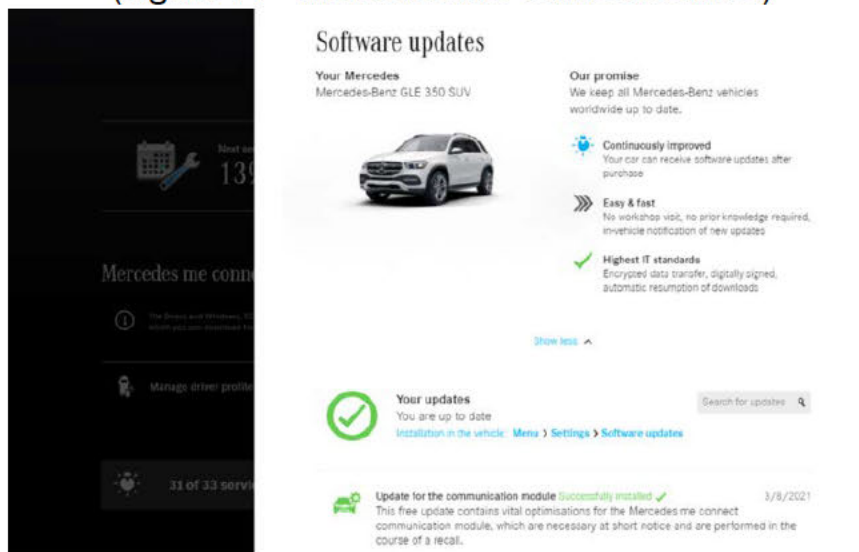 Software updates
Your Mercedes
Mercedes-Benz GLE 350 SUV
Our promise
We keep all Mercedes-Benz vehicles
worldwide up to date.
Continuously improved
Your car can receive software updates after
purchase
Easy & fast
No workshop visit, no prior knowledge required,
in-vehicle notification of new updates
Highest IT standards
Encrypted data transfer, digitally signed,
automatic resumption of downloads
Show less
Next
139
Mercedes me conn
Manage driver profile
31 of 33 servi
Your updates
You are up to date
Installation in the vehicle: Menu > Settings > Software updates
Search for updates
Update for the communication module Successfully installed ✓
3/8/2021
This free update contains vital optimisations for the Mercedes me connect
communication module, which are necessary at short notice and are performed in the
course of a recall.